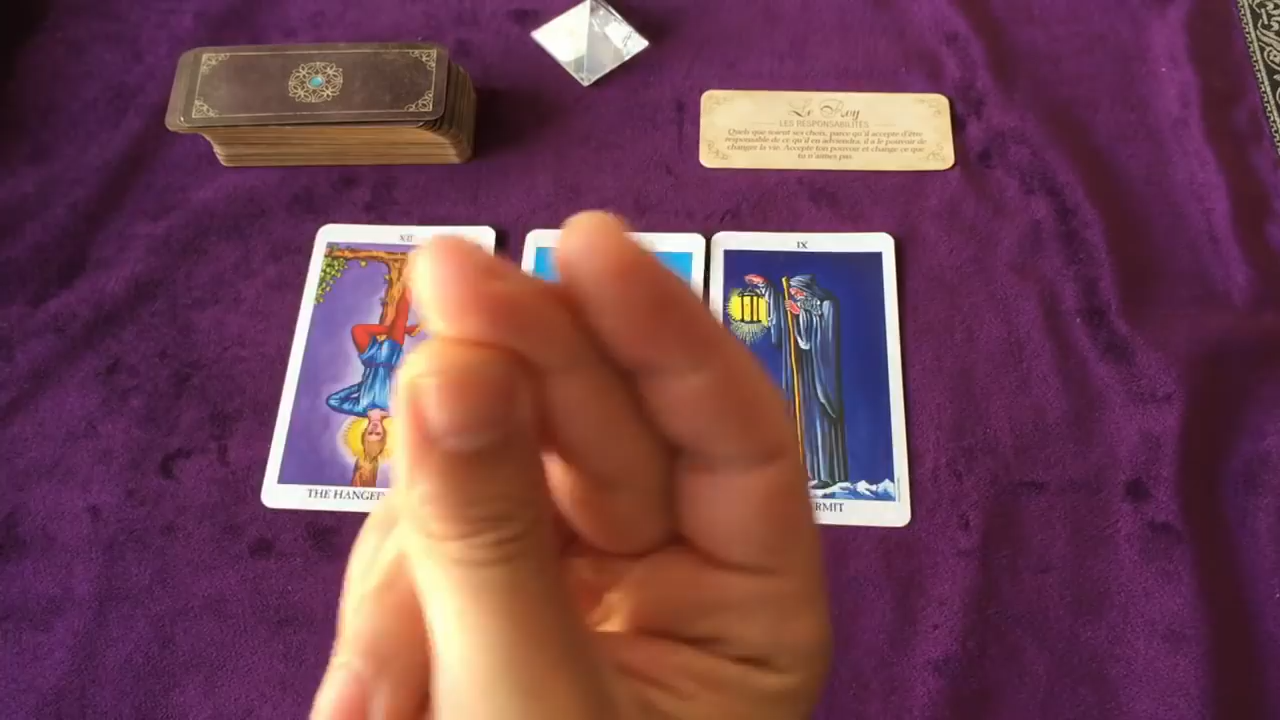 Le Roy
LES RESPONSABILITÉS
Quels que soient ses choix, parce qu'il accepte d'être
responsable de ce qu'il en adviendra, il a le pouvoir de
changer la vie. Accepte ton pouvoir et change ce que
tu n'aimes pas.
XII
IX
THE HANGE
RMIT